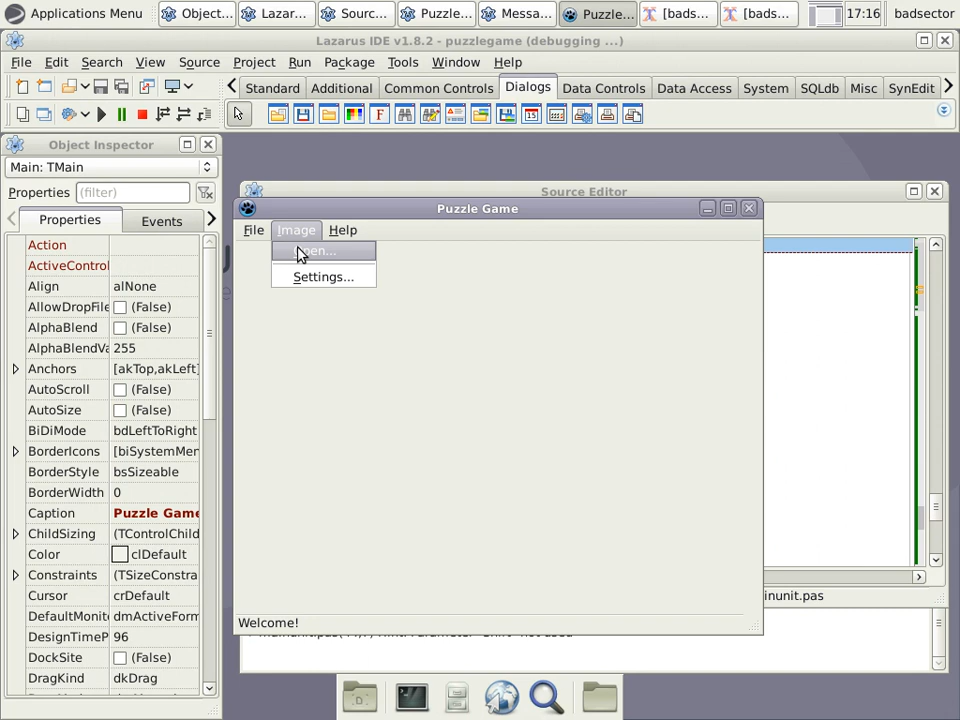 Applications Menu Object... Lazar... Sourc... Puzzle... Messa... Puzzle... [bads... [bads... 17:16 badsector
Lazarus IDE v1.8.2 - puzzlegame (debugging ...)
File Edit Search View Source Project Run Package Tools Window Help
Standard Additional Common Controls Dialogs Data Controls Data Access System SQLdb Misc SynEdit
Object Inspector
Main: TMain
Properties (filter)
Properties Events
Action
ActiveControl
Align alNone
AllowDropFile (False)
AlphaBlend (False)
AlphaBlendVa 255
Anchors [akTop,akLeft]
AutoScroll (False)
AutoSize (False)
BiDiMode bdLeftToRight
BorderIcons [biSystemMen
BorderStyle bsSizeable
BorderWidth 0
Caption Puzzle Game
ChildSizing (TControlChild
Color clDefault
Constraints (TSizeConstra
Cursor crDefault
DefaultMonito dmActiveForm
DesignTimeP 96
DockSite (False)
DragKind dkDrag
Source Editor
Puzzle Game
File Image Help
Open...
Settings...
Welcome!
inunit.pas